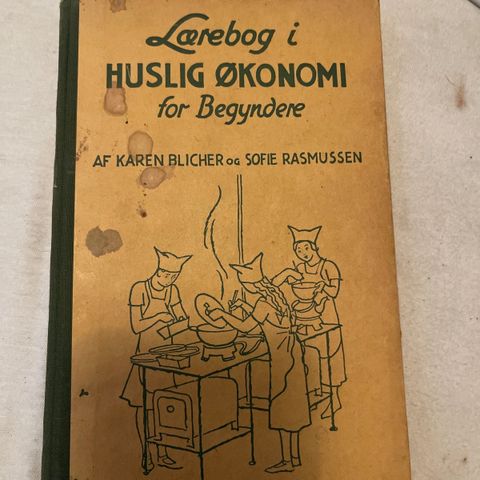 Lærebog i
HUSLIG ØKONOMI
for Begyndere
AF KAREN BLICHER og SOFIE RASMUSSEN